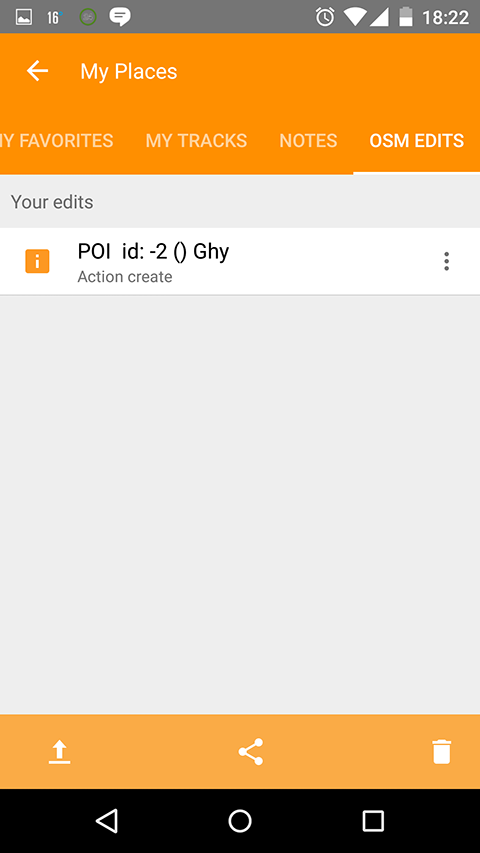 16° 18:22
My Places
Y FAVORITES MY TRACKS NOTES OSM EDITS
Your edits
POI id: -2 () Ghy
Action create